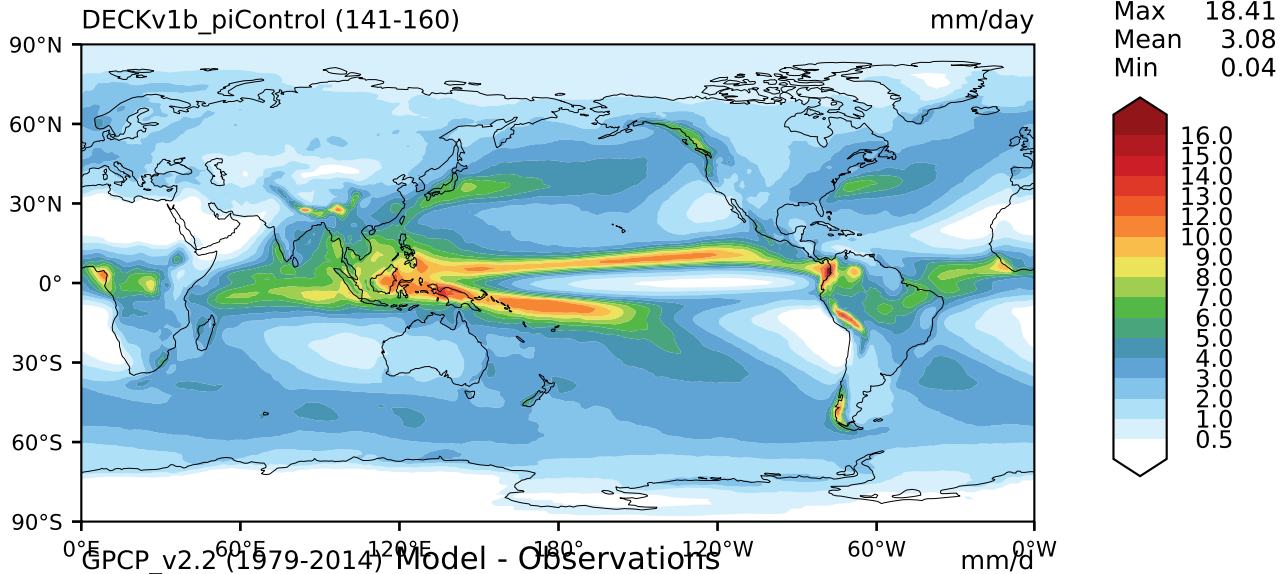 DECKv1b_piControl (141-160) mm/day
Max 18.41
Mean 3.08
Min 0.04
90°N
60°N
30°N
0°
30°S
60°S
90°S
16.0
15.0
14.0
13.0
12.0
10.0
9.0
8.0
7.0
6.0
5.0
4.0
3.0
2.0
1.0
0.5
0°E 60°E 120°E 180° 120°W 60°W 0°W
GPCP_v2.2 (1979-2014) Model - Observations mm/d